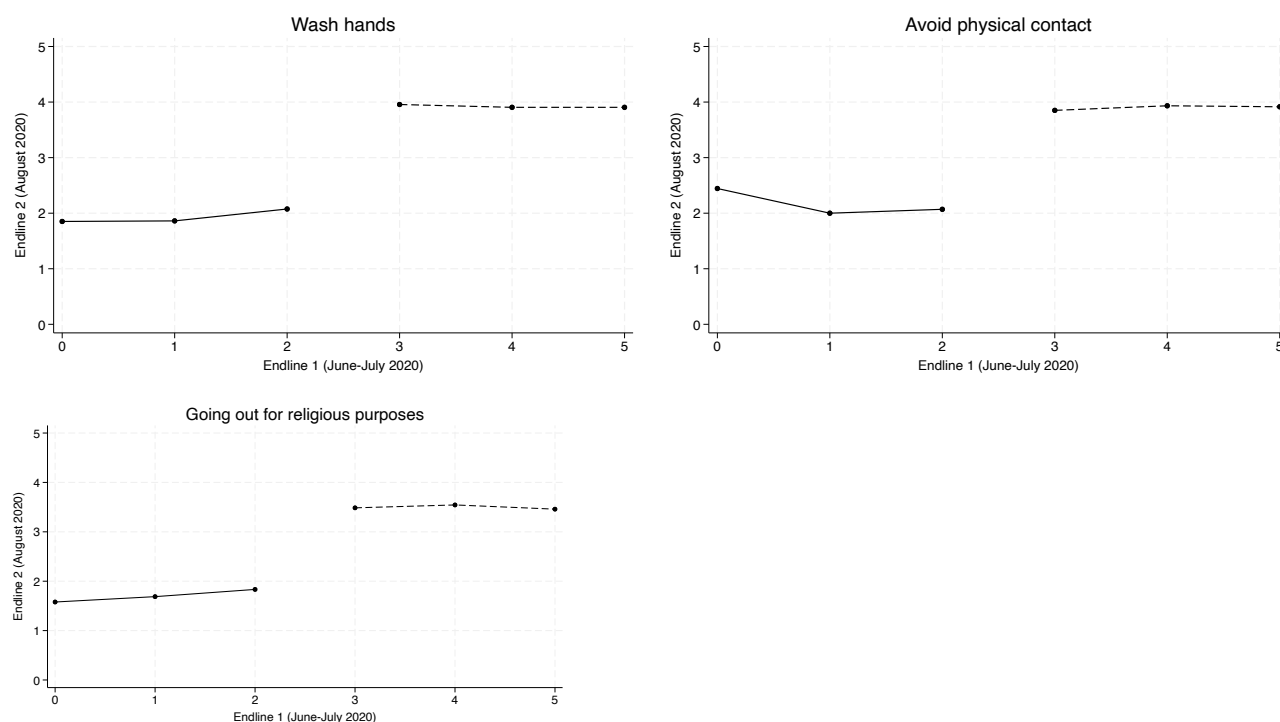 Wash hands
Endline 2 (August 2020)
5
4
3
2
1
0
0 1 2 3 4 5
Endline 1 (June-July 2020)
Avoid physical contact
Endline 2 (August 2020)
5
4
3
2
1
0
0 1 2 3 4 5
Endline 1 (June-July 2020)
Going out for religious purposes
Endline 2 (August 2020)
5
4
3
2
1
0
0 1 2 3 4 5
Endline 1 (June-July 2020)